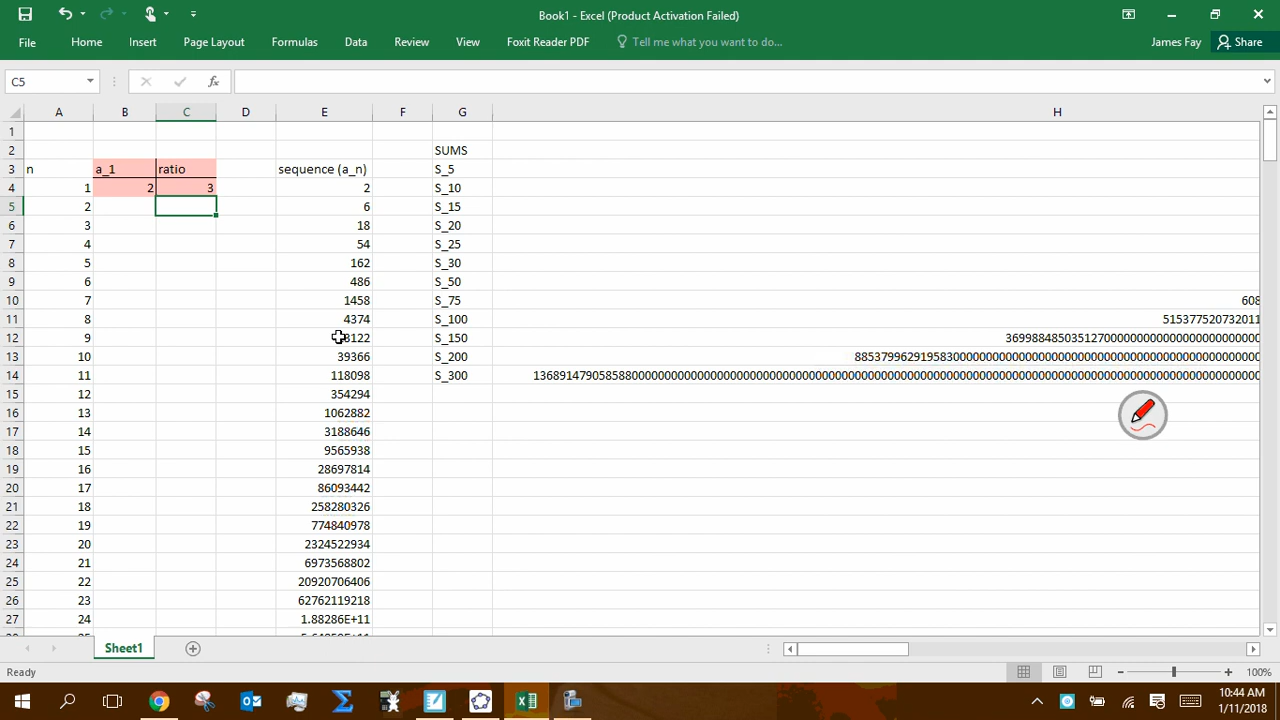 Book1 - Excel (Product Activation Failed)
File Home Insert Page Layout Formulas Data Review View Foxit Reader PDF Tell me what you want to do... James Fay Share
C5 fx
A B C D E F G H
1
2 SUMS
3 n a_1 ratio sequence (a_n) S_5
4 1 2 3 2 S_10
5 2 6 S_15
6 3 18 S_20
7 4 54 S_25
8 5 162 S_30
9 6 486 S_50
10 7 1458 S_75 608
11 8 4374 S_100 515377520732011
12 9 S_150
13 10 39366 S_200
14 11 118098 S_300
15 12 354294
16 13 1062882
17 14 3188646
18 15 9565938
19 16 28697814
20 17 86093442
21 18 258280326
22 19 774840978
23 20 2324522934
24 21 6973568802
25 22 20920706406
26 23 62762119218
27 24 1.88286E+11
Sheet1
Ready 100%
10:44 AM
1/11/2018